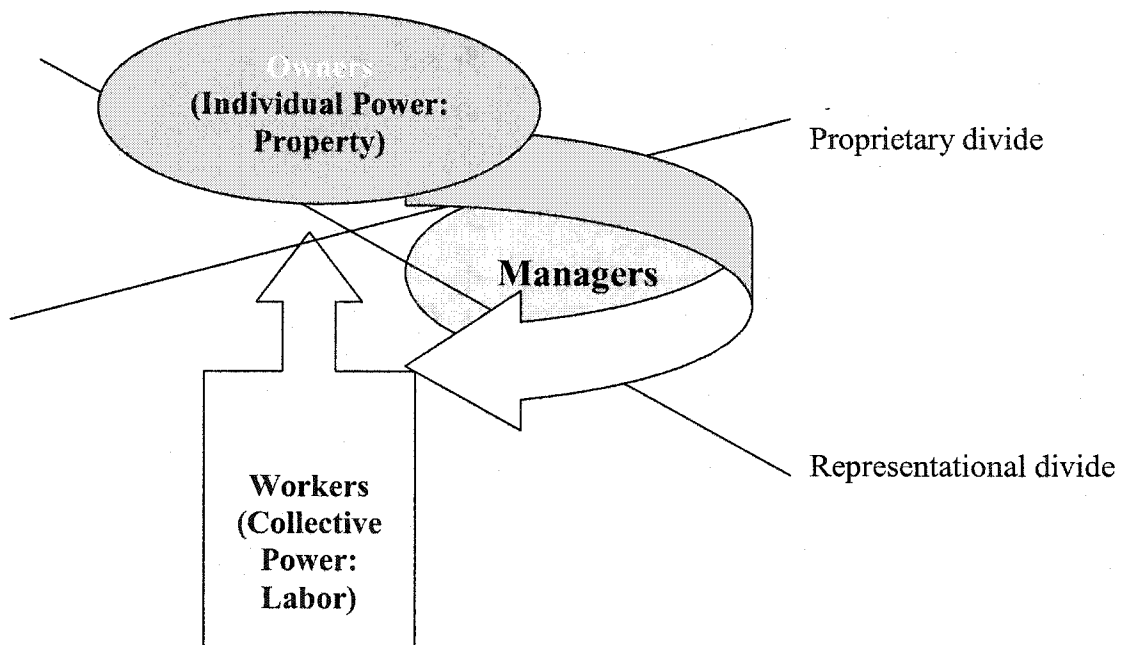 Owners
(Individual Power:
Property)
Proprietary divide
Managers
Representational divide
Workers
(Collective
Power:
Labor)